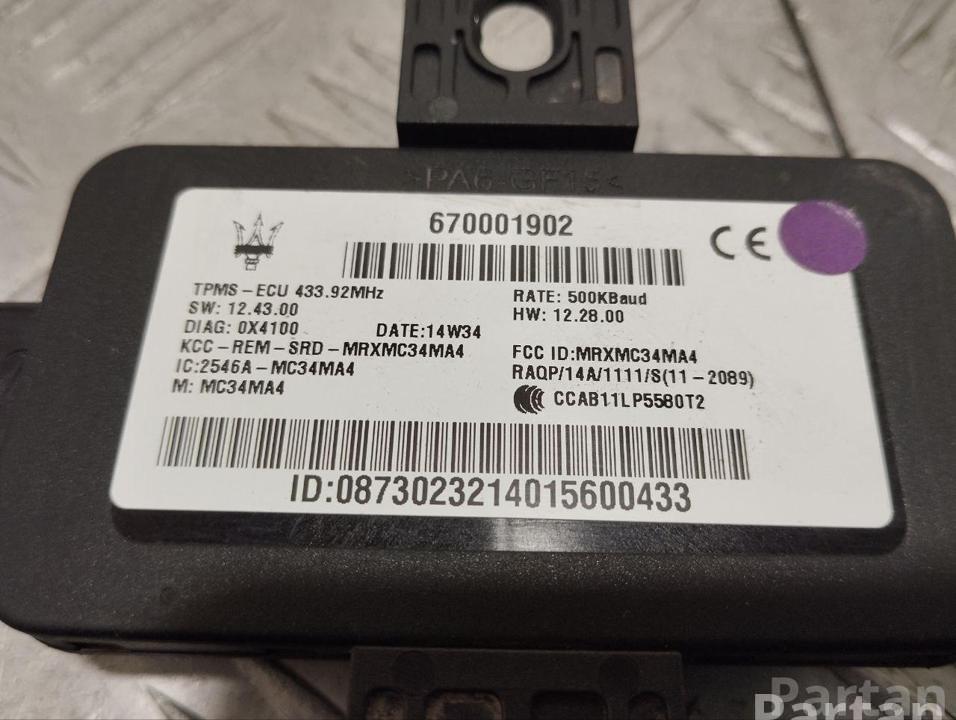 >PA6-GF15<
670001902
CE
TPMS-ECU 433.92MHz
SW: 12.43.00
DIAG: 0X4100 DATE:14W34
KCC-REM-SRD-MRXMC34MA4
IC:2546A-MC34MA4
M: MC34MA4
RATE: 500KBaud
HW: 12.28.00
FCC ID:MRXMC34MA4
RAQP/14A/1111/S(11-2089)
CCAB11LP5580T2
ID:0873023214015600433
Partan
Partan